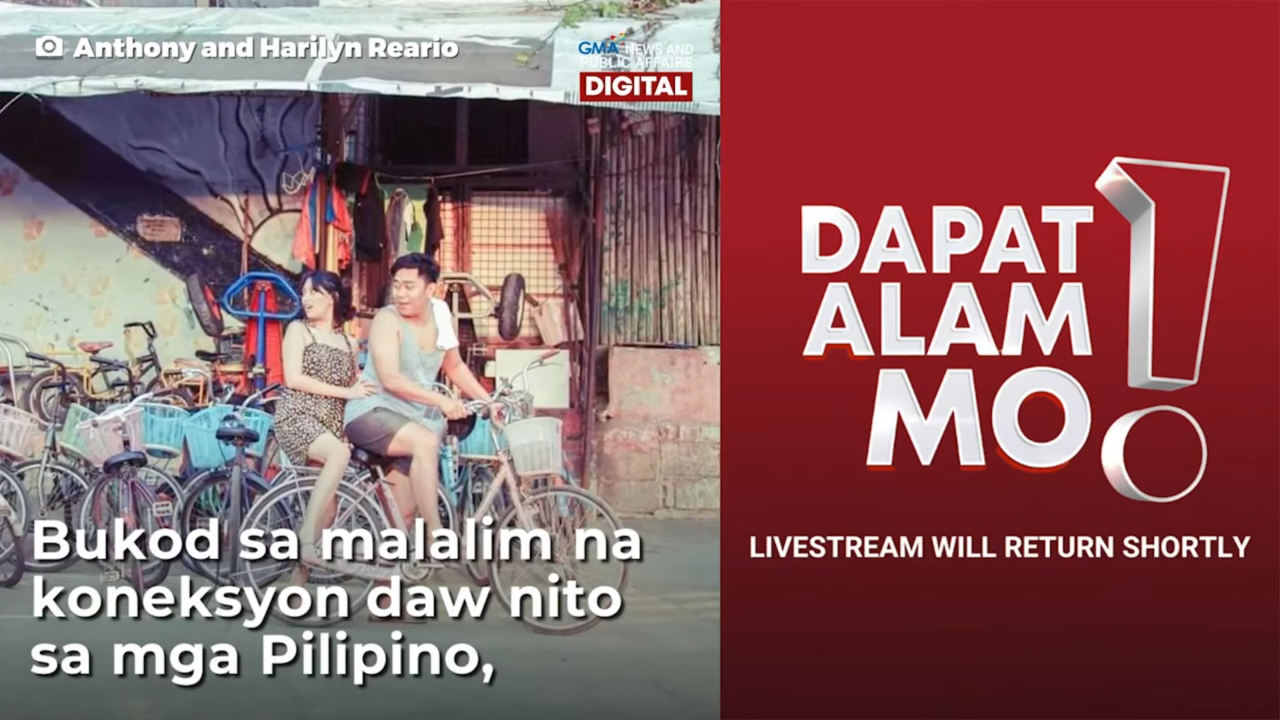 Anthony and Harilyn Reario
GMA NEWS AND
PUBLIC AFFAIRS
DIGITAL
Bukod sa malalim na
koneksyon daw nito
sa mga Pilipino,
DAPAT
ALAM
MO!
LIVESTREAM WILL RETURN SHORTLY